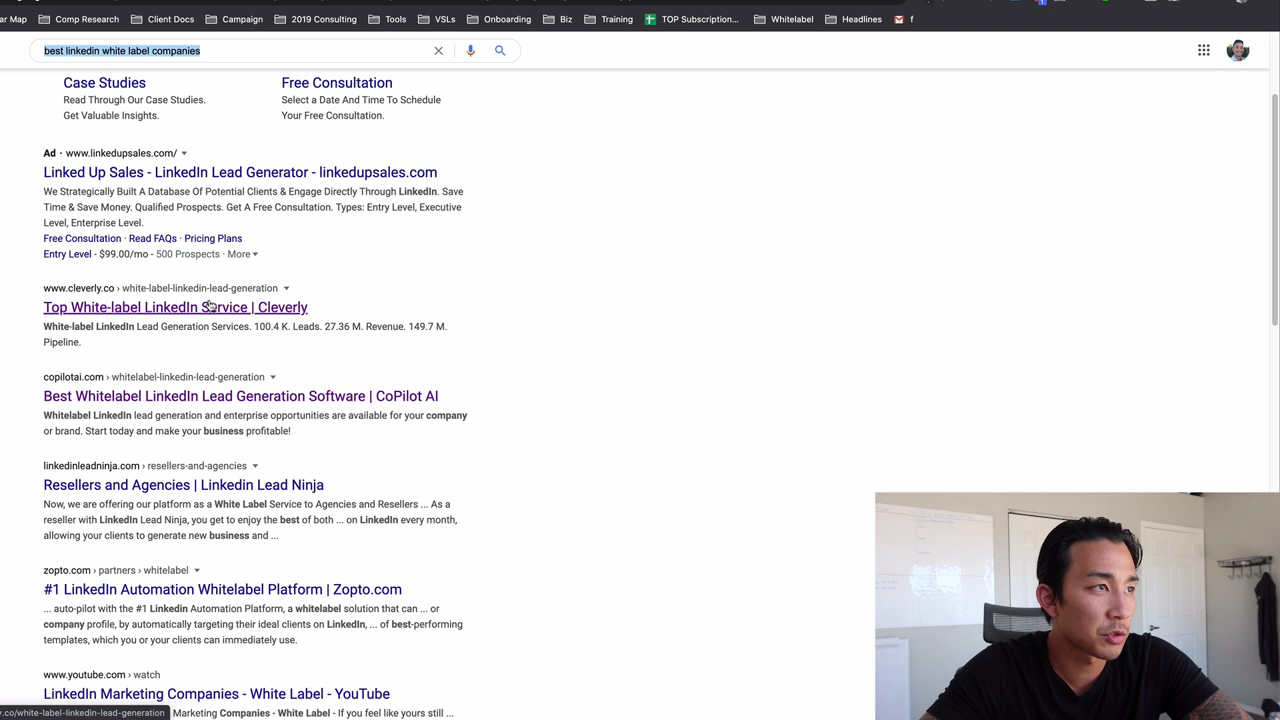 ar Map Comp Research Client Docs Campaign 2019 Consulting Tools VSLs Onboarding Biz Training TOP Subscription... Whitelabel Headlines f
best linkedin white label companies
Case Studies Free Consultation
Read Through Our Case Studies. Select a Date And Time To Schedule
Get Valuable Insights. Your Free Consultation.
Ad · www.linkedupsales.com/
Linked Up Sales - LinkedIn Lead Generator - linkedupsales.com
We Strategically Built A Database Of Potential Clients & Engage Directly Through LinkedIn. Save
Time & Save Money. Qualified Prospects. Get A Free Consultation. Types: Entry Level, Executive
Level, Enterprise Level.
Free Consultation · Read FAQs · Pricing Plans
Entry Level - $99.00/mo - 500 Prospects · More
www.cleverly.co › white-label-linkedin-lead-generation
Top White-label LinkedIn Service | Cleverly
White-label LinkedIn Lead Generation Services. 100.4 K. Leads. 27.36 M. Revenue. 149.7 M.
Pipeline.
copilotai.com › whitelabel-linkedin-lead-generation
Best Whitelabel LinkedIn Lead Generation Software | CoPilot AI
Whitelabel LinkedIn lead generation and enterprise opportunities are available for your company
or brand. Start today and make your business profitable!
linkedinleadninja.com › resellers-and-agencies
Resellers and Agencies | Linkedin Lead Ninja
Now, we are offering our platform as a White Label Service to Agencies and Resellers ... As a
reseller with LinkedIn Lead Ninja, you get to enjoy the best of both ... on LinkedIn every month,
allowing your clients to generate new business and ...
zopto.com › partners › whitelabel
#1 LinkedIn Automation Whitelabel Platform | Zopto.com
... auto-pilot with the #1 Linkedin Automation Platform, a whitelabel solution that can ... or
company profile, by automatically targeting their ideal clients on LinkedIn, ... of best-performing
templates, which you or your clients can immediately use.
www.youtube.com › watch
LinkedIn Marketing Companies - White Label - YouTube
y.co/white-label-linkedin-lead-generation Marketing Companies - White Label - If you feel like yours still ...